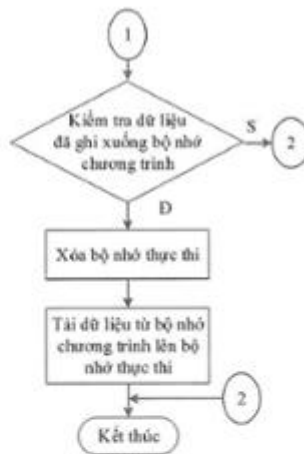 1
Kiểm tra dữ liệu
đã ghi xuống bộ nhớ
chương trình
S
2
Đ
Xóa bộ nhớ thực thi
Tải dữ liệu từ bộ nhớ
chương trình lên bộ
nhớ thực thi
2
Kết thúc